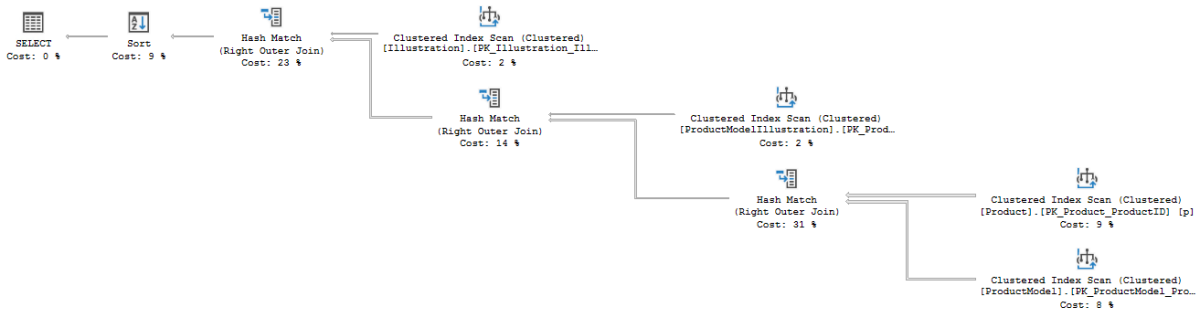 SELECT
Cost: 0 %
Sort
Cost: 9 %
Hash Match
(Right Outer Join)
Cost: 23 %
Clustered Index Scan (Clustered)
[Illustration].[PK_Illustration_Ill…
Cost: 2 %
Hash Match
(Right Outer Join)
Cost: 14 %
Clustered Index Scan (Clustered)
[ProductModelIllustration].[PK_Prod…
Cost: 2 %
Hash Match
(Right Outer Join)
Cost: 31 %
Clustered Index Scan (Clustered)
[Product].[PK_Product_ProductID] [p]
Cost: 9 %
Clustered Index Scan (Clustered)
[ProductModel].[PK_ProductModel_Pro…
Cost: 8 %